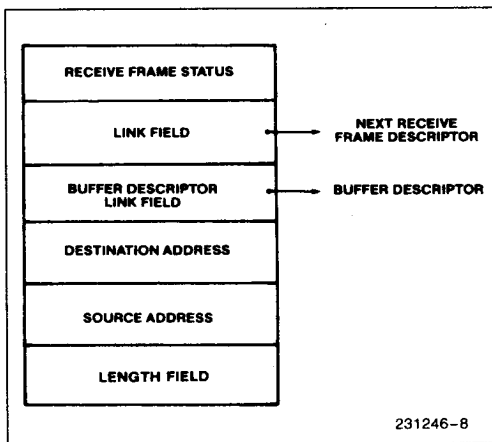 RECEIVE FRAME STATUS
LINK FIELD
NEXT RECEIVE
FRAME DESCRIPTOR
BUFFER DESCRIPTOR
LINK FIELD
BUFFER DESCRIPTOR
DESTINATION ADDRESS
SOURCE ADDRESS
LENGTH FIELD
231246-8